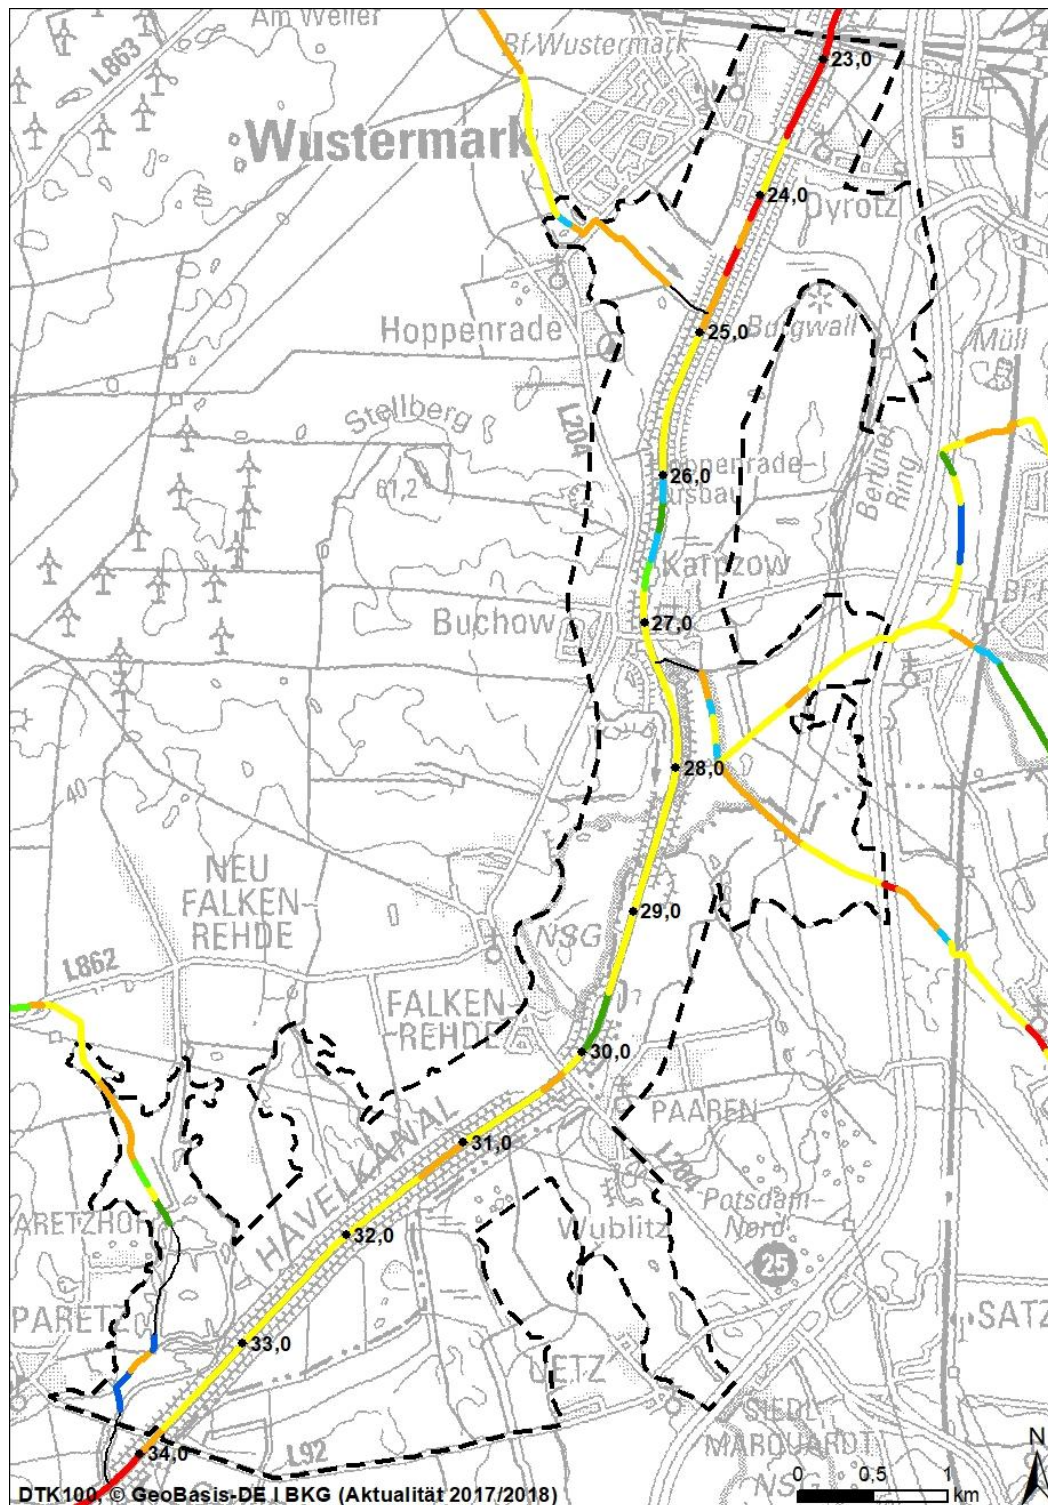 Am Weiler
L863
Bf Wustermark
23,0
Wustermark
5
24,0
Dyrotz
Hoppenrade
25,0
Burgwall
Müll
Stellberg
L204
61,2
26,0
Hoppenrade-
Ausbau
Berliner
Ring
Karpzow
Buchow
27,0
28,0
40
40
NEU
FALKEN-
REHDE
29,0
NSG
L862
FALKEN-
REHDE
30,0
PAAREN
31,0
L204
HAVELKANAL
Potsdam-
Nord
ARETZHOF
Wublitz
32,0
25
PARETZ
33,0
SATZ
UETZ
SIEDL
MARQUARDT
NSG
34,0
L92
N
0 0,5 1
km
DTK100, © GeoBasis-DE | BKG (Aktualität 2017/2018)